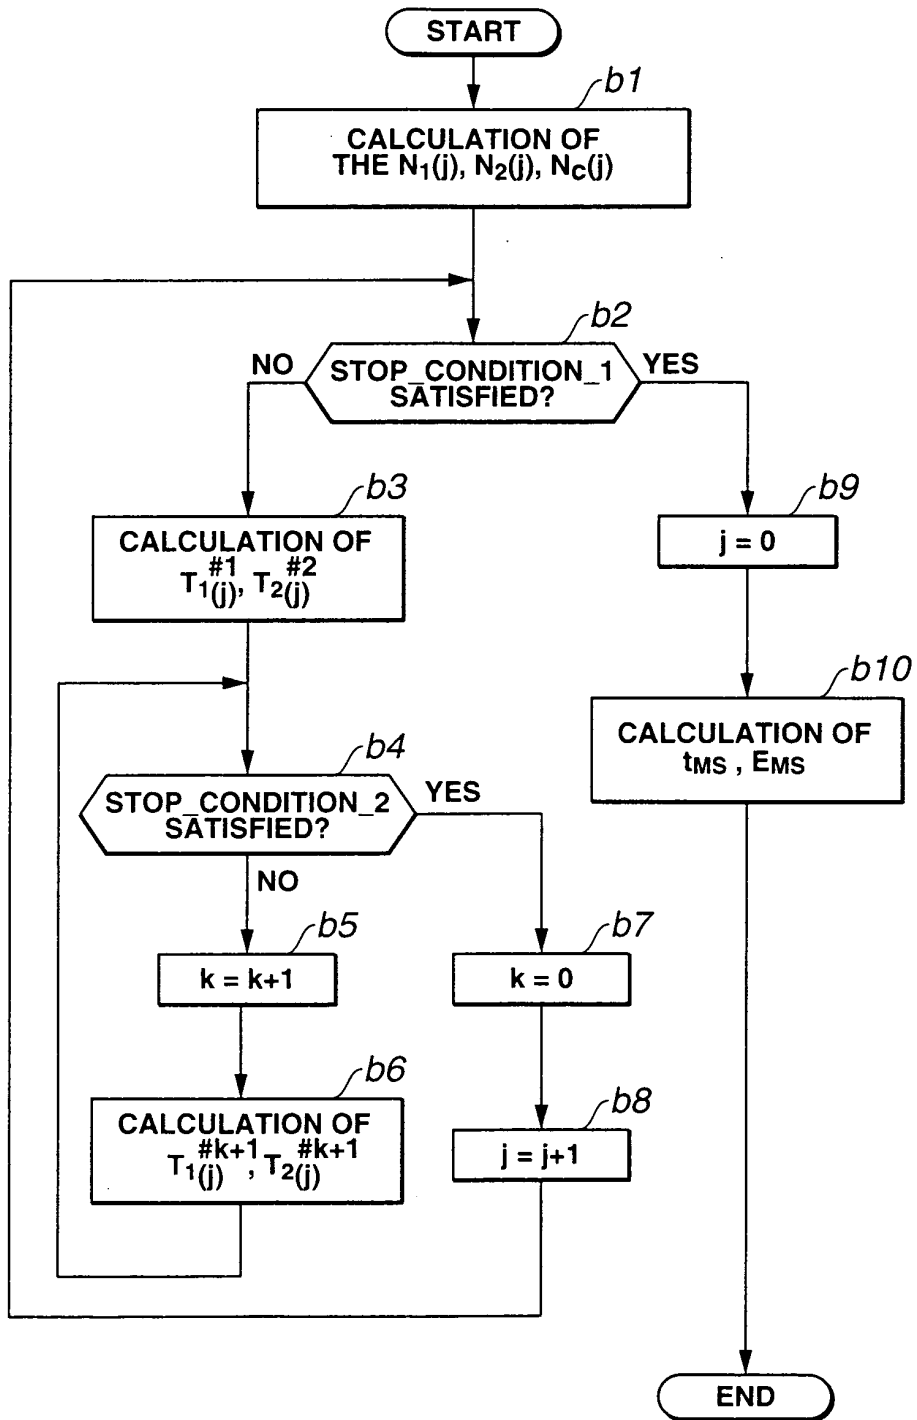 START
b1
CALCULATION OF
THE N1(j), N2(j), NC(j)
b2
NO
STOP_CONDITION_1
SATISFIED?
YES
b3
CALCULATION OF
T1(j)#1, T2(j)#2
b9
j = 0
b10
CALCULATION OF
tMS , EMS
b4
STOP_CONDITION_2
SATISFIED?
YES
NO
b5
k = k+1
b7
k = 0
b6
CALCULATION OF
T1(j)#k+1, T2(j)#k+1
b8
j = j+1
END